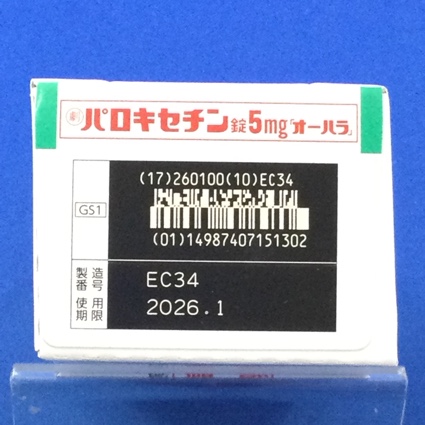 劇 パロキセチン錠5mg「オーハラ」
(17)260100(10)EC34
GS1
(01)14987407151302
製造番号 EC34
使用期限 2026.1